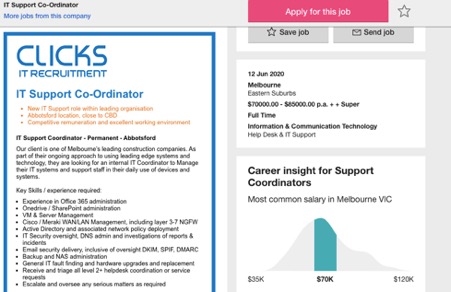 IT Support Co-Ordinator
More jobs from this company
Apply for this job
CLICKS
IT RECRUITMENT
IT Support Co-Ordinator
New IT Support role within leading organisation
Abbotsford location, close to CBD
Competitive remuneration and excellent working environment
IT Support Coordinator - Permanent - Abbotsford
Our client is one of Melbourne's leading construction companies. As
part of their ongoing approach to using leading edge systems and
technology, they are looking for an internal IT Coordinator to Manage
their IT systems and support staff in their daily use of devices and
systems.
Key Skills / experience required:
Experience in Office 365 administration
Onedrive / SharePoint administration
VM & Server Management
Cisco / Meraki WAN/LAN Management, including layer 3-7 NGFW
Active Directory and associated network policy deployment
IT Security oversight, DNS admin and investigations of reports &
incidents
Email security delivery, inclusive of oversight DKIM, SPIF, DMARC
Backup and NAS administration
General IT fault finding and hardware upgrades and replacement
Receive and triage all level 2+ helpdesk coordination or service
requests
Escalate and oversee any serious matters as required
Save job
Send job
12 Jun 2020
Melbourne
Eastern Suburbs
$70000.00 - $85000.00 p.a. + + Super
Full Time
Information & Communication Technology
Help Desk & IT Support
Career insight for Support
Coordinators
Most common salary in Melbourne VIC
$35K $70K $120K